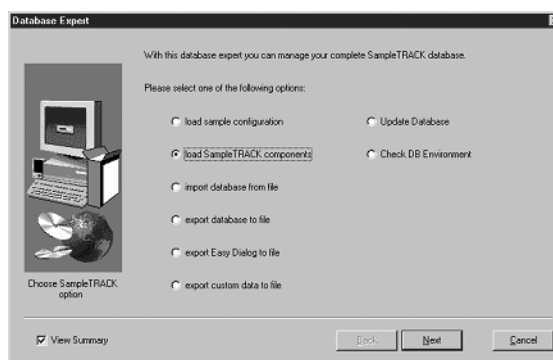 Database Expert
With this database expert you can manage your complete SampleTRACK database.
Please select one of the following options:
load sample configuration
Update Database
load SampleTRACK components
Check DB Environment
import database from file
export database to file
export Easy Dialog to file
export custom data to file
Choose SampleTRACK
option
View Summary
Back
Next
Cancel